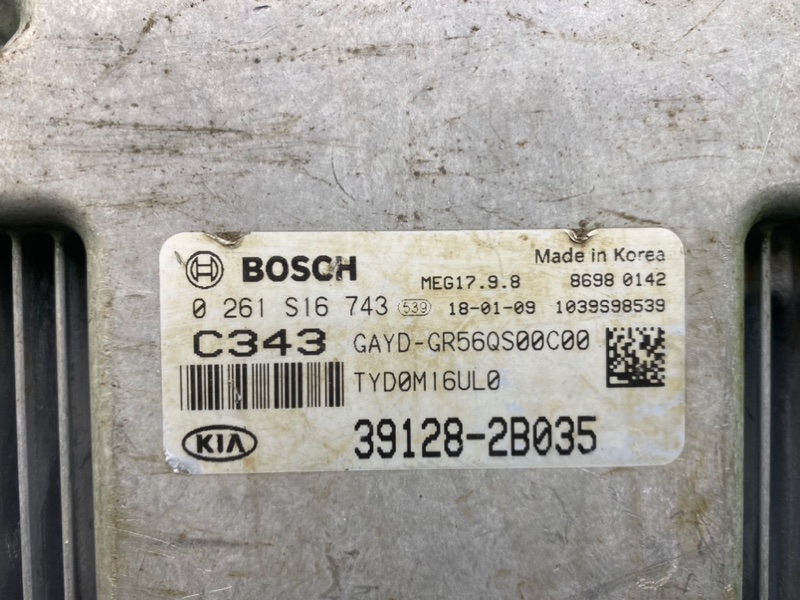 BOSCH
Made in Korea
MEG17.9.8 8698 0142
0 261 S16 743 539 18-01-09 1039S98539
C343 GAYD-GR56QS00C00
TYD0MI6UL0
KIA 39128-2B035